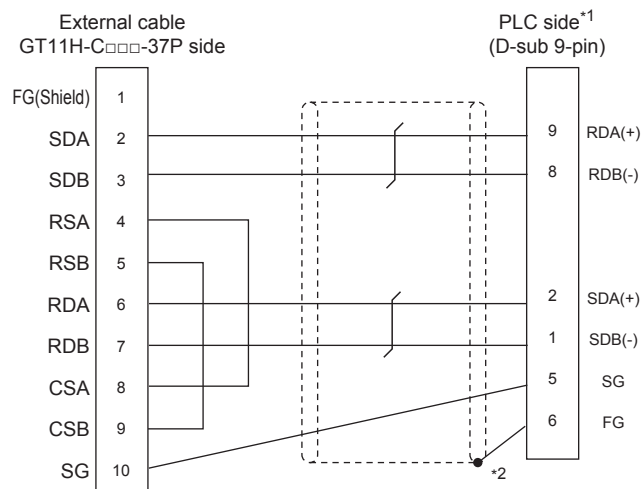 External cable
GT11H-C□□□-37P side
PLC side*1
(D-sub 9-pin)
FG(Shield) 1
SDA 2
9 RDA(+)
SDB 3
8 RDB(-)
RSA 4
RSB 5
RDA 6
2 SDA(+)
RDB 7
1 SDB(-)
CSA 8
5 SG
CSB 9
6 FG
SG 10
*2